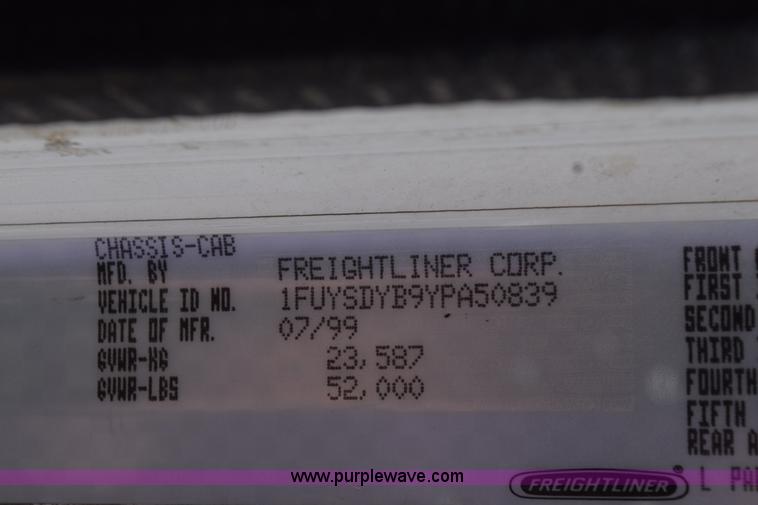 CHASSIS-CAB
MFD. BY FREIGHTLINER CORP.
VEHICLE ID NO. 1FUYSDYB9YPA50839
DATE OF MFR. 07/99
GVWR-KG 23,587
GVWR-LBS 52,000
FRONT
FIRST
SECOND
THIRD
FOURTH
FIFTH
REAR A
www.purplewave.com
FREIGHTLINER® L PA